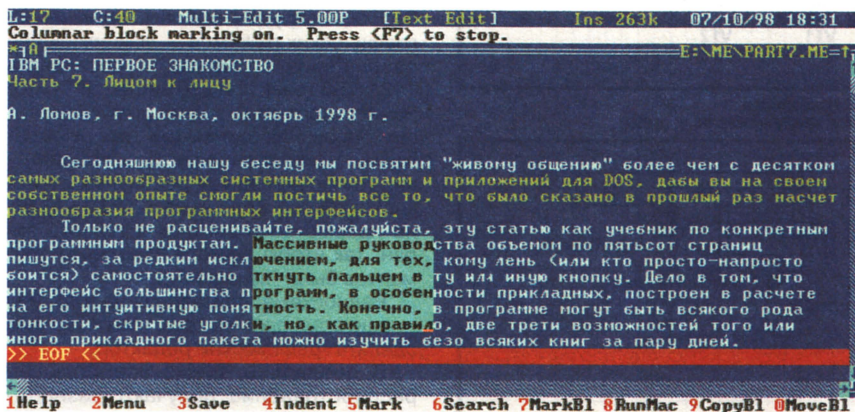 L:17 C:40 Multi-Edit 5.00P [Text Edit] Ins 263k 07/10/98 18:31
Columnar block marking on. Press <F7> to stop.
*]A E:\ME\PART7.ME=↑
IBM PC: ПЕРВОЕ ЗНАКОМСТВО
Часть 7. Лицом к лицу
А. Ломов, г. Москва, октябрь 1998 г.
Сегодняшнюю нашу беседу мы посвятим "живому общению" более чем с десятком
самых разнообразных системных программ и приложений для DOS, дабы вы на своем
собственном опыте смогли постичь все то, что было сказано в прошлый раз насчет
разнообразия программных интерфейсов.
Только не расценивайте, пожалуйста, эту статью как учебник по конкретным
программным продуктам. Массивные руководства объемом по пятьсот страниц
пишутся, за редким исключением, для тех, кому лень (или кто просто-напросто
боится) самостоятельно ткнуть пальцем в ту или иную кнопку. Дело в том, что
интерфейс большинства программ, в особенности прикладных, построен в расчете
на его интуитивную понятность. Конечно, в программе могут быть всякого рода
тонкости, скрытые уголки, но, как правило, две трети возможностей того или
иного прикладного пакета можно изучить безо всяких книг за пару дней.
>> EOF <<
1Help 2Menu 3Save 4Indent 5Mark 6Search 7MarkBl 8RunMac 9CopyBl 0MoveBl